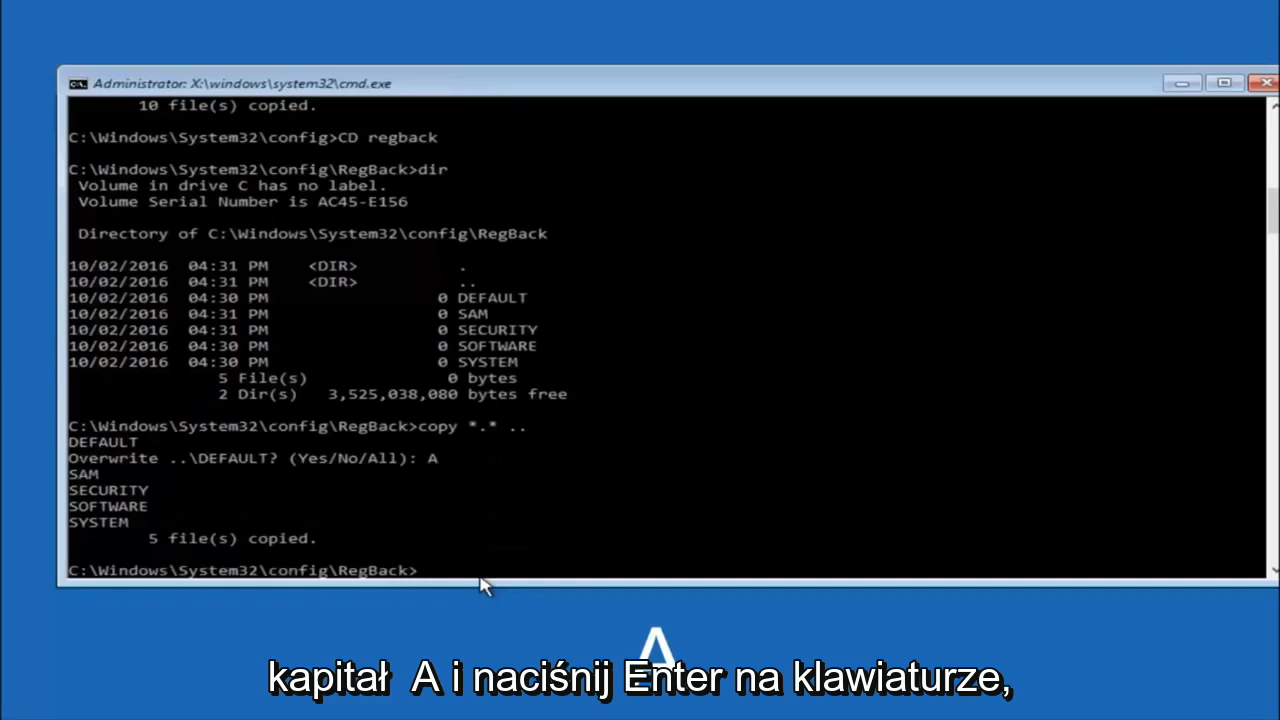 Administrator: X:\windows\system32\cmd.exe
10 file(s) copied.
C:\Windows\System32\config>CD regback
C:\Windows\System32\config\RegBack>dir
Volume in drive C has no label.
Volume Serial Number is AC45-E156
Directory of C:\Windows\System32\config\RegBack
10/02/2016 04:31 PM <DIR> .
10/02/2016 04:31 PM <DIR> ..
10/02/2016 04:30 PM 0 DEFAULT
10/02/2016 04:31 PM 0 SAM
10/02/2016 04:31 PM 0 SECURITY
10/02/2016 04:30 PM 0 SOFTWARE
10/02/2016 04:30 PM 0 SYSTEM
5 File(s) 0 bytes
2 Dir(s) 3,525,038,080 bytes free
C:\Windows\System32\config\RegBack>copy *.* ..
DEFAULT
Overwrite ..\DEFAULT? (Yes/No/All): A
SAM
SECURITY
SOFTWARE
SYSTEM
5 file(s) copied.
C:\Windows\System32\config\RegBack>
A
kapitał A i naciśnij Enter na klawiaturze,